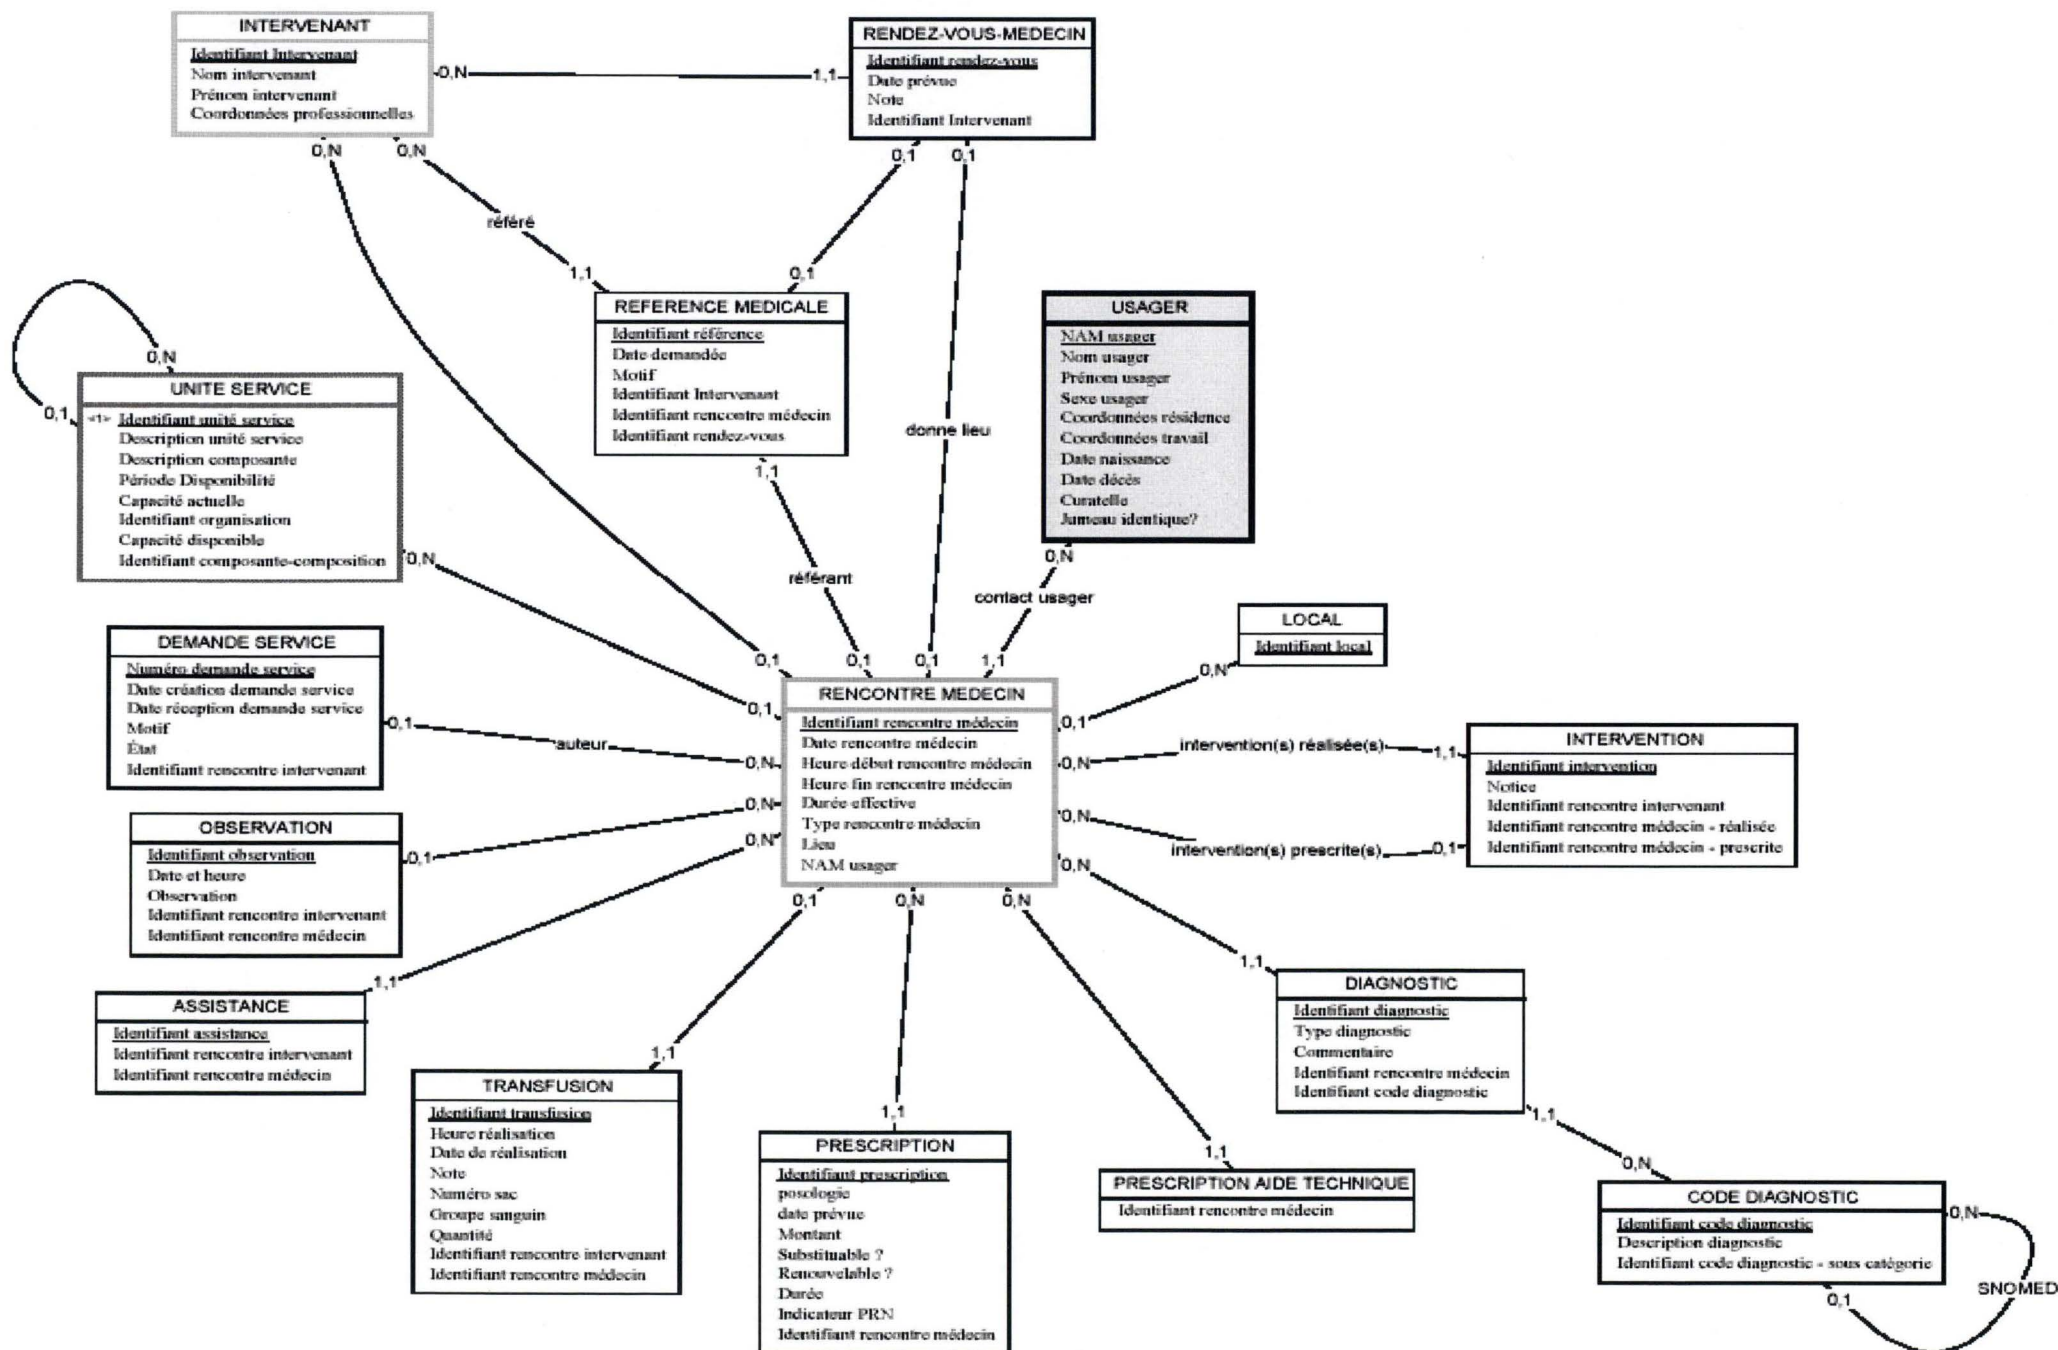 INTERVENANT
Identifiant Intervenant
Nom intervenant
Prénom intervenant
Coordonnées professionnelles
RENDEZ-VOUS-MEDECIN
Identifiant rendez-vous
Date prévue
Note
Identifiant Intervenant
0,N
1,1
0,N
0,N
0,1
0,1
référé
1,1
0,1
REFERENCE MEDICALE
Identifiant référence
Date demandée
Motif
Identifiant Intervenant
Identifiant rencontre médecin
Identifiant rendez-vous
USAGER
NAM usager
Nom usager
Prénom usager
Sexe usager
Coordonnées résidence
Coordonnées travail
Date naissance
Date décès
Curatelle
Jumeau identique?
0,N
0,1
UNITE SERVICE
<1> Identifiant unité service
Description unité service
Description composante
Période Disponibilité
Capacité actuelle
Identifiant organisation
Capacité disponible
Identifiant composante-composition
donne lieu
1,1
0,N
0,N
référant
contact usager
LOCAL
Identifiant local
DEMANDE SERVICE
Numéro demande service
Date création demande service
Date réception demande service
Motif
État
Identifiant rencontre intervenant
0,1
0,1
0,1
1,1
0,N
RENCONTRE MEDECIN
Identifiant rencontre médecin
Date rencontre médecin
Heure début rencontre médecin
Heure fin rencontre médecin
Durée effective
Type rencontre médecin
Lieu
NAM usager
0,1
0,1
0,1
auteur
0,N
0,N
intervention(s) réalisée(s)
1,1
INTERVENTION
Identifiant intervention
Notice
Identifiant rencontre intervenant
Identifiant rencontre médecin - réalisée
Identifiant rencontre médecin - prescrite
0,N
0,N
intervention(s) prescrite(s)
0,1
OBSERVATION
Identifiant observation
Date et heure
Observation
Identifiant rencontre intervenant
Identifiant rencontre médecin
0,1
0,N
0,N
0,1
0,N
0,N
1,1
1,1
ASSISTANCE
Identifiant assistance
Identifiant rencontre intervenant
Identifiant rencontre médecin
DIAGNOSTIC
Identifiant diagnostic
Type diagnostic
Commentaire
Identifiant rencontre médecin
Identifiant code diagnostic
1,1
TRANSFUSION
Identifiant transfusion
Heure réalisation
Date de réalisation
Note
Numéro sac
Groupe sanguin
Quantité
Identifiant rencontre intervenant
Identifiant rencontre médecin
1,1
PRESCRIPTION
Identifiant prescription
posologie
date prévue
Montant
Substituable ?
Renouvelable ?
Durée
Indicateur PRN
Identifiant rencontre médecin
1,1
PRESCRIPTION AIDE TECHNIQUE
Identifiant rencontre médecin
1,1
0,N
CODE DIAGNOSTIC
Identifiant code diagnostic
Description diagnostic
Identifiant code diagnostic - sous catégorie
0,N
0,1
SNOMED